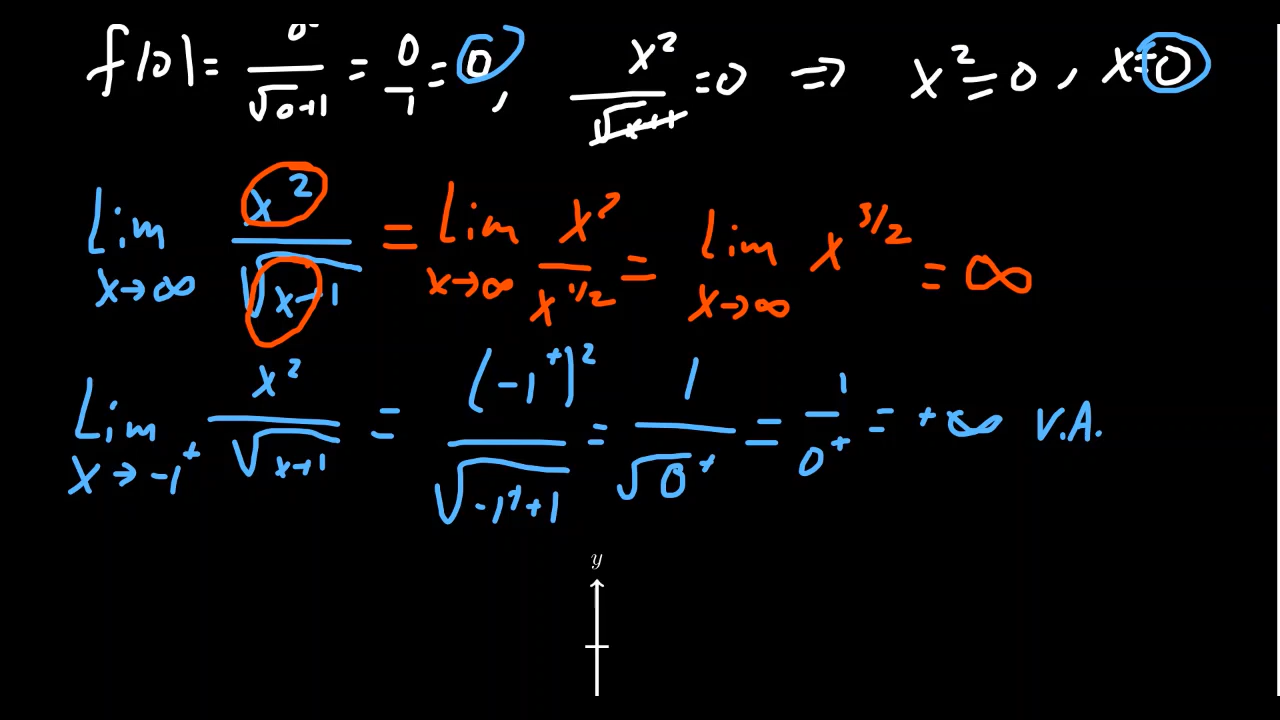 f(0) = 0²/√(0+1) = 0/1 = 0, x²/√(x+1) = 0 ⇒ x² = 0, x = 0
Lim x→∞ x²/√(x+1) = Lim x→∞ x²/x^(1/2) = Lim x→∞ x^(3/2) = ∞
Lim x→-1⁺ x²/√(x+1) = (-1⁺)²/√(-1⁺+1) = 1/√0⁺ = 1/0⁺ = +∞ V.A.
y